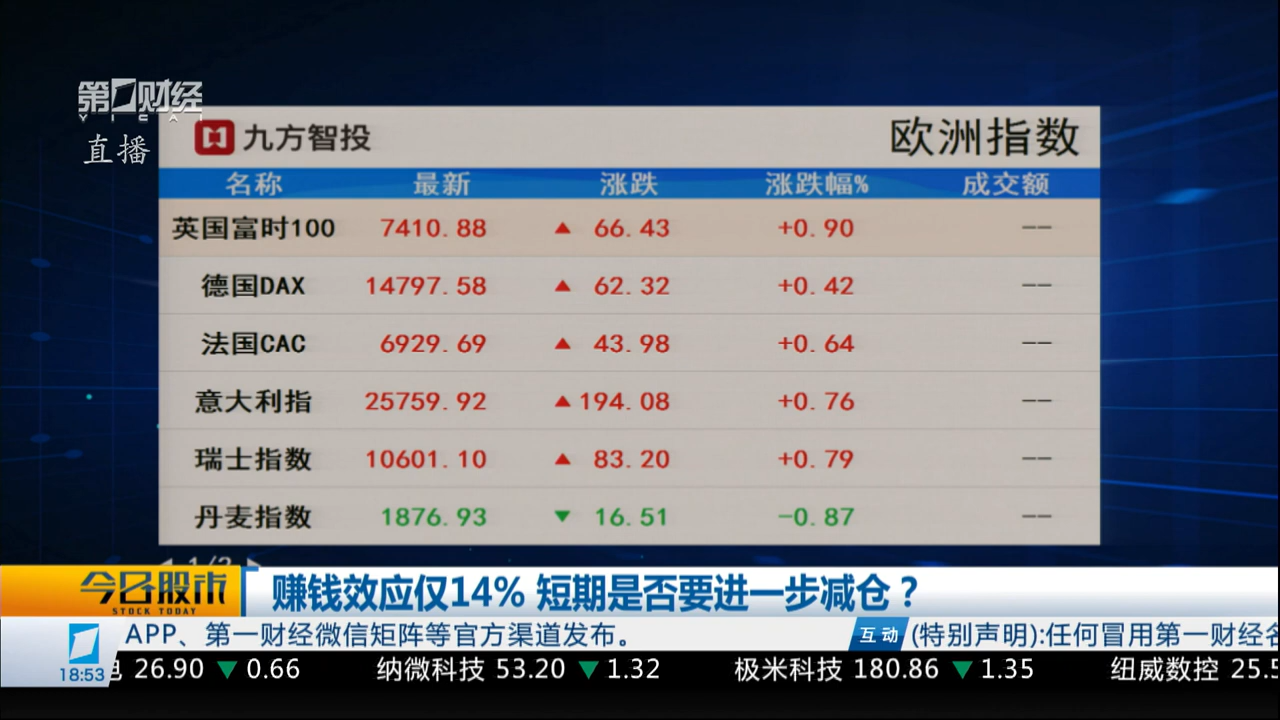 第一财经
YICAI
直播
九方智投 欧洲指数
名称 最新 涨跌 涨跌幅% 成交额
英国富时100 7410.88 ▲ 66.43 +0.90 --
德国DAX 14797.58 ▲ 62.32 +0.42 --
法国CAC 6929.69 ▲ 43.98 +0.64 --
意大利指 25759.92 ▲ 194.08 +0.76 --
瑞士指数 10601.10 ▲ 83.20 +0.79 --
丹麦指数 1876.93 ▼ 16.51 -0.87 --
今日股市 赚钱效应仅14% 短期是否要进一步减仓？
STOCK TODAY
APP、第一财经微信矩阵等官方渠道发布。 互动 (特别声明):任何冒用第一财经
18:53 26.90 ▼ 0.66 纳微科技 53.20 ▼ 1.32 极米科技 180.86 ▼ 1.35 纽威数控 25.5